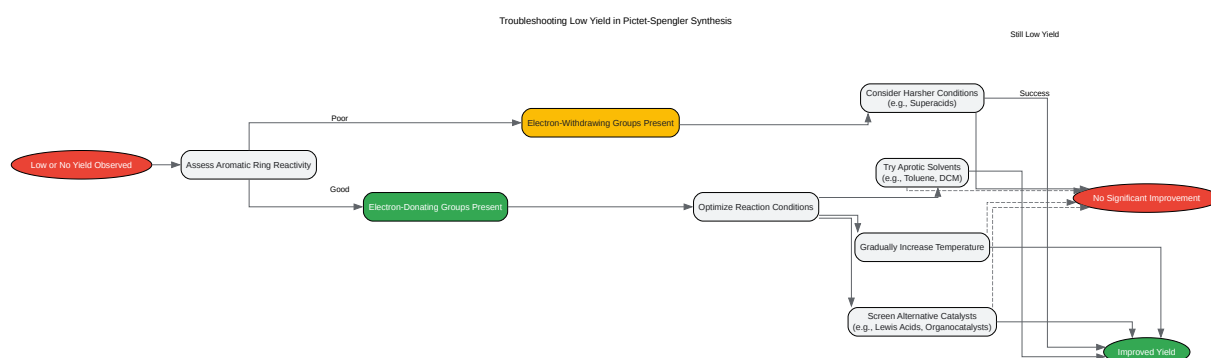 Troubleshooting Low Yield in Pictet-Spengler Synthesis
Still Low Yield
Consider Harsher Conditions
(e.g., Superacids)
Success
Poor
Electron-Withdrawing Groups Present
Low or No Yield Observed
Assess Aromatic Ring Reactivity
Try Aprotic Solvents
(e.g., Toluene, DCM)
Good
No Significant Improvement
Electron-Donating Groups Present
Optimize Reaction Conditions
Gradually Increase Temperature
Screen Alternative Catalysts
(e.g., Lewis Acids, Organocatalysts)
Improved Yield